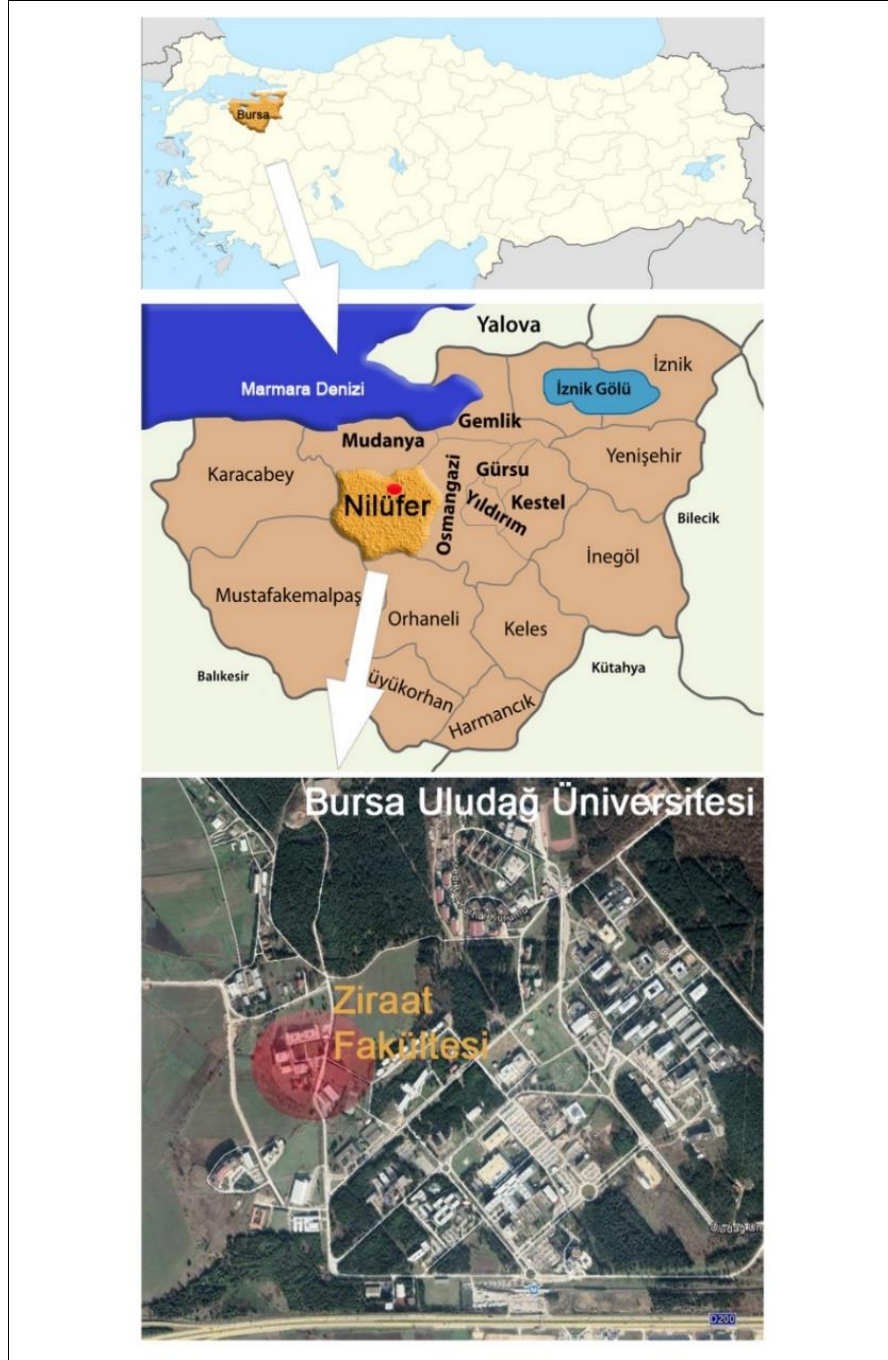 Bursa
Yalova
Marmara Denizi
İznik
İznik Gölü
Gemlik
Mudanya
Karacabey
Yenişehir
Gürsu
Osmangazi
Nilüfer
Yıldırım
Kestel
Bilecik
İnegöl
Mustafakemalpaş
Orhaneli
Keles
Balıkesir
Kütahya
üyükorhan
Harmancık
Bursa Uludağ Üniversitesi
Ziraat
Fakültesi
D200